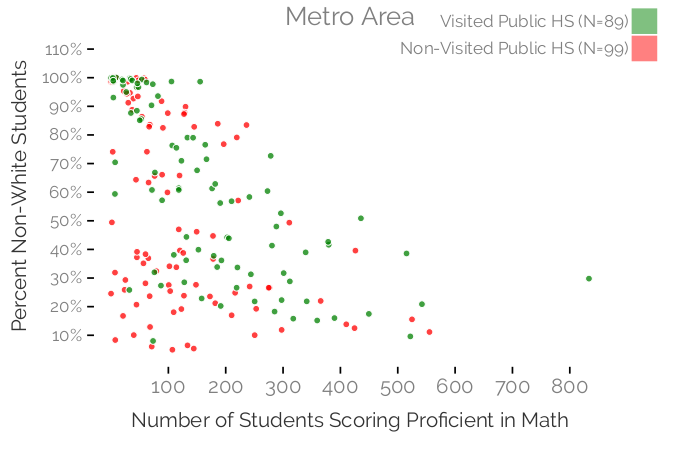 Metro Area
Visited Public HS (N=89)
Non-Visited Public HS (N=99)
Percent Non-White Students
110%
100%
90%
80%
70%
60%
50%
40%
30%
20%
10%
100 200 300 400 500 600 700 800
Number of Students Scoring Proficient in Math